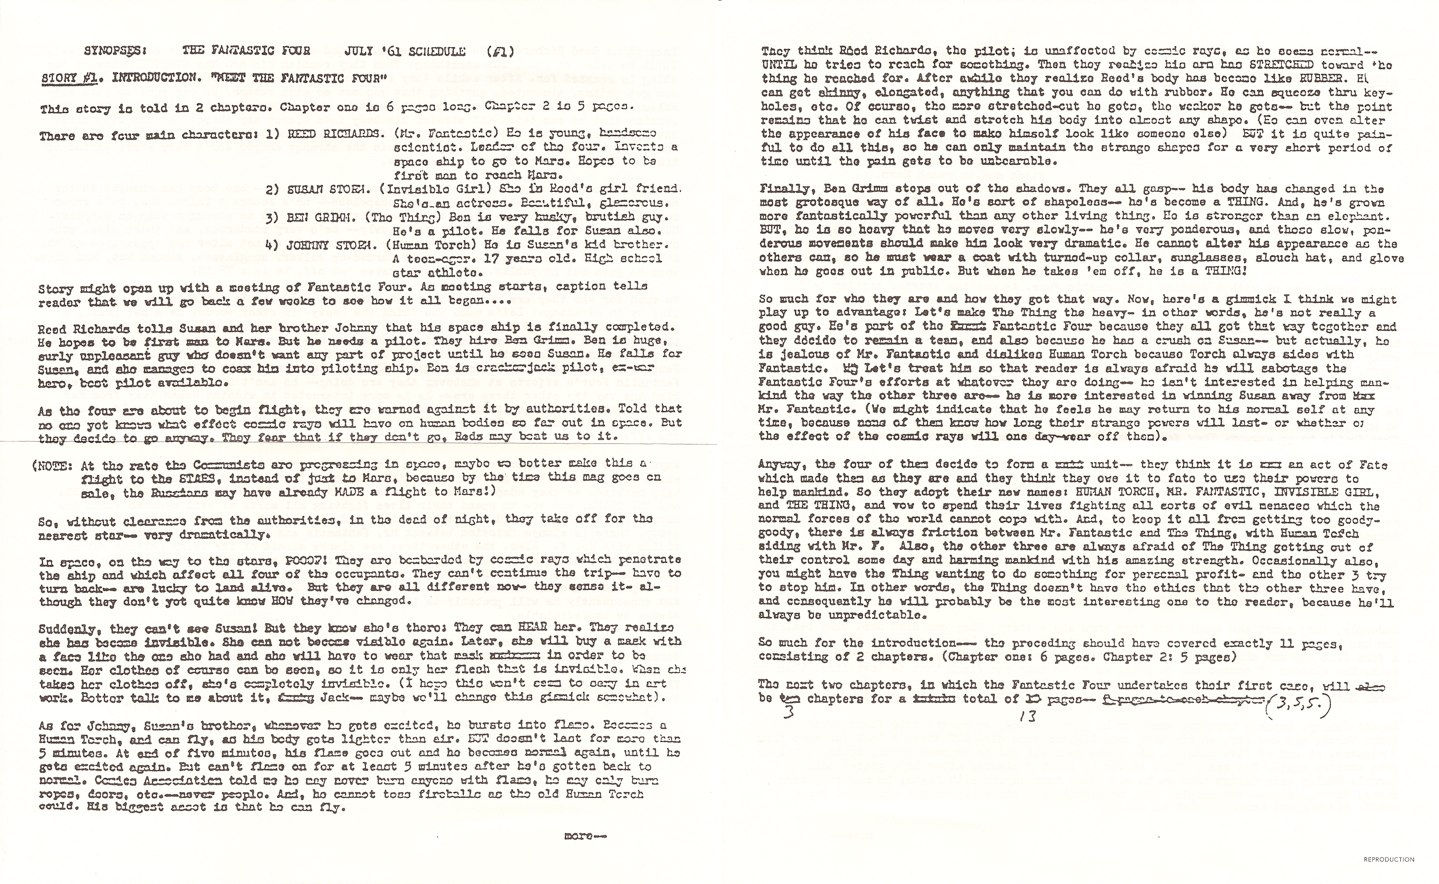 SYNOPSES: THE FANTASTIC FOUR JULY '61 SCHEDULE (#1)
STORY #1. INTRODUCTION. "MEET THE FANTASTIC FOUR"
This story is told in 2 chapters. Chapter one is 6 pages long. Chapter 2 is 5 pages.
There are four main characters: 1) REED RICHARDS. (Mr. Fantastic) He is young, handsome
scientist. Leader of the four. Invents a
space ship to go to Mars. Hopes to be
first man to reach Mars.
2) SUSAN STORM. (Invisible Girl) She is Reed's girl friend.
She's an actress. Beautiful, glamorous.
3) BEN GRIMM. (The Thing) Ben is very husky, brutish guy.
He's a pilot. He falls for Susan also.
4) JOHNNY STORM. (Human Torch) He is Susan's kid brother.
A teen-ager. 17 years old. High school
star athlete.
Story might open up with a meeting of Fantastic Four. As meeting starts, caption tells
reader that we will go back a few weeks to see how it all began....
Reed Richards tells Susan and her brother Johnny that his space ship is finally completed.
He hopes to be first man to Mars. But he needs a pilot. They hire Ben Grimm. Ben is huge,
surly unpleasant guy who doesn't want any part of project until he sees Susan. He falls for
Susan, and she manages to coax him into piloting ship. Ben is crackerjack pilot, ex-war
hero, best pilot available.
As the four are about to begin flight, they are warned against it by authorities. Told that
no one yet knows what effect cosmic rays will have on human bodies so far out in space. But
they decide to go anyway. They fear that if they don't go, Reds may beat us to it.
(NOTE: At the rate the Communists are progressing in space, maybe we better make this a
flight to the STARS, instead of just to Mars, because by the time this mag goes on
sale, the Russians may have already MADE a flight to Mars!)
So, without clearance from the authorities, in the dead of night, they take off for the
nearest star-- very dramatically.
In space, on the way to the stars, POOOF! They are bombarded by cosmic rays which penetrate
the ship and which affect all four of the occupants. They can't continue the trip-- have to
turn back-- are lucky to land alive. But they are all different now- they sense it- al-
though they don't yet quite know HOW they've changed.
Suddenly, they can't see Susan! But they know she's there; They can HEAR her. They realize
she has become invisible. She can not become visible again. Later, she will buy a mask with
a face like the one she had and she will have to wear that mask in order to be
seen. Her clothes of course can be seen, so it is only her flesh that is invisible. When she
takes her clothes off, she's completely invisible. (I hope this won't seem to sexy in art
work. Better talk to me about it, Jack-- maybe we'll change this gimmick somewhat).
As for Johnny, Susan's brother, whenever he gets excited, he bursts into flame. Becomes a
Human Torch, and can fly, as his body gets lighter than air. BUT doesn't last for more than
5 minutes. At end of five minutes, his flame goes out and he becomes normal again, until he
gets excited again. But can't flame on for at least 5 minutes after he's gotten back to
normal. Comics Association told me he may never burn anyone with flame, he may only burn
ropes, doors, etc.--never people. And, he cannot toss fireballs as the old Human Torch
could. His biggest asset is that he can fly.
more--
They think Reed Richards, the pilot; is unaffected by cosmic rays, as he seems normal--
UNTIL he tries to reach for something. Then they realizes his arm has STRETCHED toward the
thing he reached for. After awhile they realize Reed's body has become like RUBBER. He
can get skinny, elongated, anything that you can do with rubber. He can squeeze thru key-
holes, etc. Of course, the more stretched-out he gets, the weaker he gets-- but the point
remains that he can twist and stretch his body into almost any shape. (He can even alter
the appearance of his face to make himself look like someone else) BUT it is quite pain-
ful to do all this, so he can only maintain the strange shapes for a very short period of
time until the pain gets to be unbearable.
Finally, Ben Grimm steps out of the shadows. They all gasp-- his body has changed in the
most grotesque way of all. He's sort of shapeless-- he's become a THING. And, he's grown
more fantastically powerful than any other living thing. He is stronger than an elephant.
BUT, he is so heavy that he moves very slowly-- he's very ponderous, and those slow, pon-
derous movements should make him look very dramatic. He cannot alter his appearance as the
others can, so he must wear a coat with turned-up collar, sunglasses, slouch hat, and glove
when he goes out in public. But when he takes 'em off, he is a THING!
So much for who they are and how they got that way. Now, here's a gimmick I think we might
play up to advantage: Let's make The Thing the heavy- in other words, he's not really a
good guy. He's part of the Fantastic Four because they all got that way together and
they ddcide to remain a team, and also because he has a crush on Susan-- but actually, he
is jealous of Mr. Fantastic and dislikes Human Torch because Torch always sides with
Fantastic. Let's treat him so that reader is always afraid he will sabotage the
Fantastic Four's efforts at whatever they are doing-- he isn't interested in helping man-
kind the way the other three are-- he is more interested in winning Susan away from
Mr. Fantastic. (We might indicate that he feels he may return to his normal self at any
time, because none of them know how long their strange powers will last- or whether or
the effect of the cosmic rays will one day wear off them).
Anyway, the four of them decide to form a unit-- they think it is an act of Fate
which made them as they are and they think they owe it to fate to use their powers to
help mankind. So they adopt their new names: HUMAN TORCH, MR. FANTASTIC, INVISIBLE GIRL,
and THE THING, and vow to spend their lives fighting all sorts of evil menaces which the
normal forces of the world cannot cope with. And, to keep it all from getting too goody-
goody, there is always friction between Mr. Fantastic and The Thing, with Human Torch
siding with Mr. F. Also, the other three are always afraid of The Thing getting out of
their control some day and harming mankind with his amazing strength. Occasionally also,
you might have the Thing wanting to do something for personal profit- and the other 3 try
to stop him. In other words, the Thing doesn't have the ethics that the other three have,
and consequently he will probably be the most interesting one to the reader, because he'll
always be unpredictable.
So much for the introduction--- the preceding should have covered exactly 11 pages,
consisting of 2 chapters. (Chapter one: 6 pages. Chapter 2: 5 pages)
The next two chapters, in which the Fantastic Four undertakes their first case, will also
be ten chapters for a total of pages-- 6 pages to each chapter (3,5,5.)
3 13
REPRODUCTION